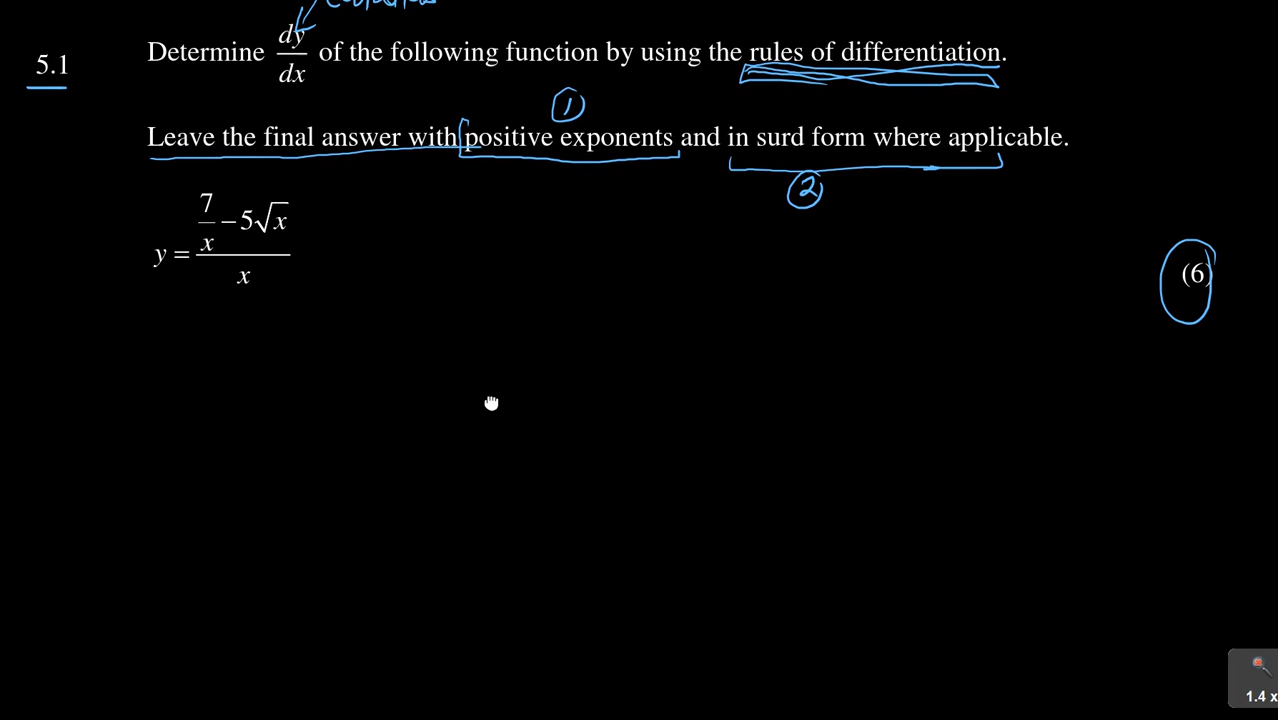 5.1 Determine dy/dx of the following function by using the rules of differentiation.
①
Leave the final answer with positive exponents and in surd form where applicable.
②
y = (7/x − 5√x)/x
(6)
1.4 x